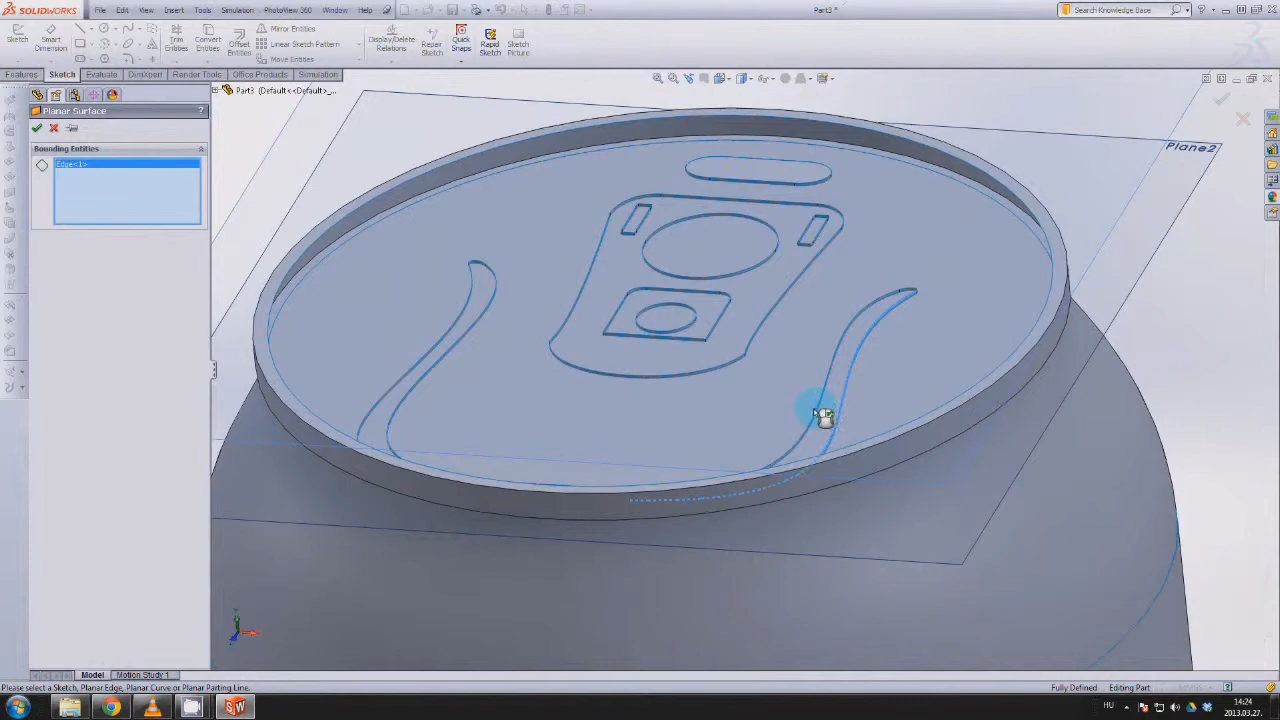 SOLIDWORKS File Edit View Insert Tools Simulation PhotoView 360 Window Help Part3 * Search Knowledge Base
Sketch Smart Dimension Trim Entities Convert Entities Offset Entities Mirror Entities Linear Sketch Pattern Move Entities Display/Delete Relations Repair Sketch Quick Snaps Rapid Sketch Sketch Picture
Features Sketch Evaluate DimXpert Render Tools Office Products Simulation
Part3 (Default<<Default>_...
Planar Surface ?
Bounding Entities
Edge<1>
Plane2
Model Motion Study 1
Please select a Sketch, Planar Edge, Planar Curve or Planar Parting Line. Fully Defined Editing Part
HU 14:24
2013.03.27.